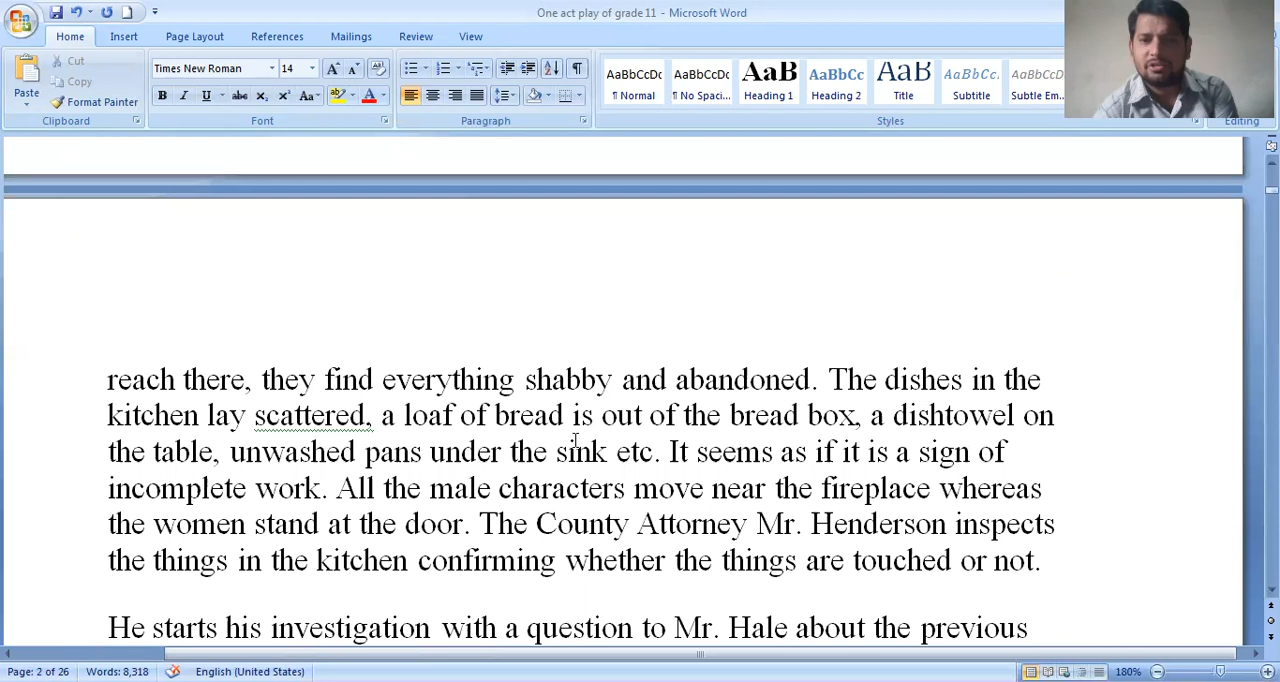 One act play of grade 11 - Microsoft Word
Home Insert Page Layout References Mailings Review View
Paste
Cut
Copy
Format Painter
Clipboard
Times New Roman 14
Font
Paragraph
AaBbCcDc AaBbCcDc AaB AaBbCc AaB AaBbCc. AaBbCcDc
¶ Normal ¶ No Spaci... Heading 1 Heading 2 Title Subtitle Subtle Em...
Styles
Editing
reach there, they find everything shabby and abandoned. The dishes in the
kitchen lay scattered, a loaf of bread is out of the bread box, a dishtowel on
the table, unwashed pans under the sink etc. It seems as if it is a sign of
incomplete work. All the male characters move near the fireplace whereas
the women stand at the door. The County Attorney Mr. Henderson inspects
the things in the kitchen confirming whether the things are touched or not.
He starts his investigation with a question to Mr. Hale about the previous
Page: 2 of 26 Words: 8,318 English (United States) 180%